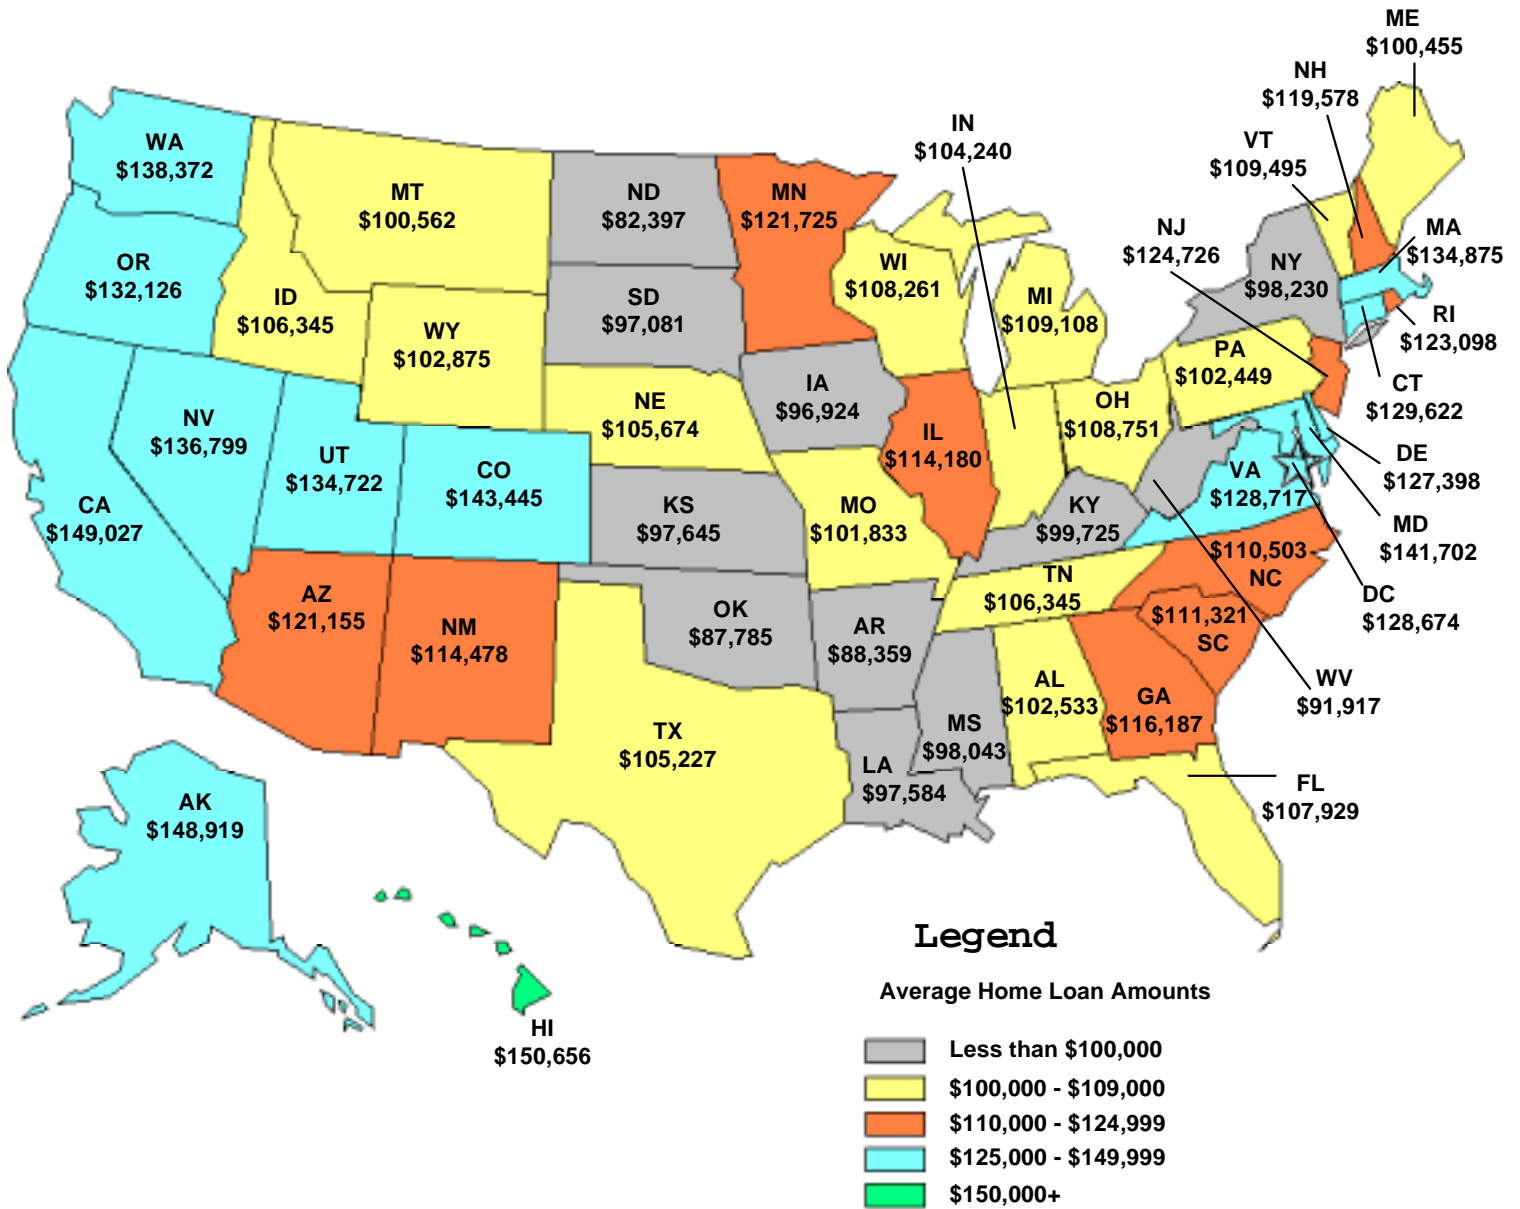 ME
$100,455
NH
$119,578
IN
$104,240
VT
$109,495
WA
$138,372
MT
$100,562
ND
$82,397
MN
$121,725
NJ
$124,726
MA
$134,875
OR
$132,126
ID
$106,345
WY
$102,875
SD
$97,081
WI
$108,261
MI
$109,108
NY
$98,230
RI
$123,098
PA
$102,449
CT
$129,622
NV
$136,799
UT
$134,722
CO
$143,445
NE
$105,674
IA
$96,924
IL
$114,180
OH
$108,751
DE
$127,398
CA
$149,027
KS
$97,645
MO
$101,833
KY
$99,725
VA
$128,717
MD
$141,702
AZ
$121,155
NM
$114,478
OK
$87,785
AR
$88,359
TN
$106,345
$110,503
NC
$111,321
SC
DC
$128,674
WV
$91,917
TX
$105,227
LA
$97,584
MS
$98,043
AL
$102,533
GA
$116,187
FL
$107,929
AK
$148,919
HI
$150,656
Legend
Average Home Loan Amounts
Less than $100,000
$100,000 - $109,000
$110,000 - $124,999
$125,000 - $149,999
$150,000+